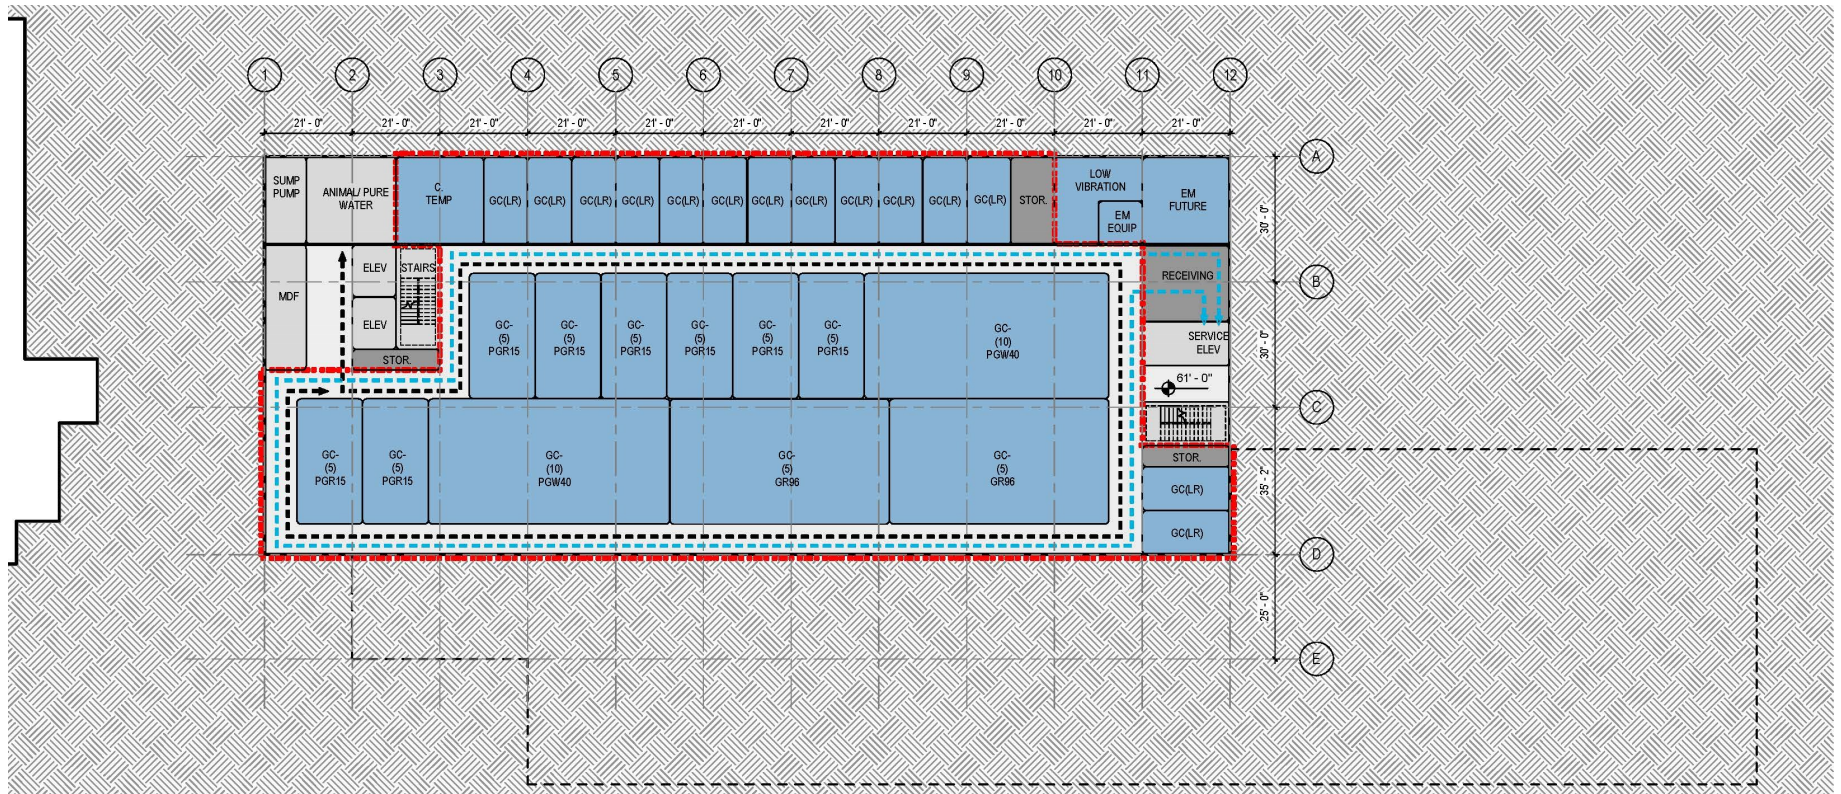 1 2 3 4 5 6 7 8 9 10 11 12
21' - 0" 21' - 0" 21' - 0" 21' - 0" 21' - 0" 21' - 0" 21' - 0" 21' - 0" 21' - 0" 21' - 0" 21' - 0"
A
SUMP
PUMP
ANIMAL/ PURE
WATER
C.
TEMP
GC(LR) GC(LR) GC(LR) GC(LR) GC(LR) GC(LR) GC(LR) GC(LR) GC(LR) GC(LR) GC(LR) GC(LR)
STOR.
LOW
VIBRATION
EM
EQUIP
EM
FUTURE
30' - 0"
MDF
ELEV
STAIRS
ELEV
STOR.
RECEIVING
B
GC-
(5)
PGR15
GC-
(5)
PGR15
GC-
(5)
PGR15
GC-
(5)
PGR15
GC-
(5)
PGR15
GC-
(5)
PGR15
GC-
(10)
PGW40
SERVICE
ELEV
30' - 0"
61' - 0"
C
GC-
(5)
PGR15
GC-
(5)
PGR15
GC-
(10)
PGW40
GC-
(5)
GR96
GC-
(5)
GR96
STOR.
GC(LR)
GC(LR)
35' - 2"
D
25' - 0"
E